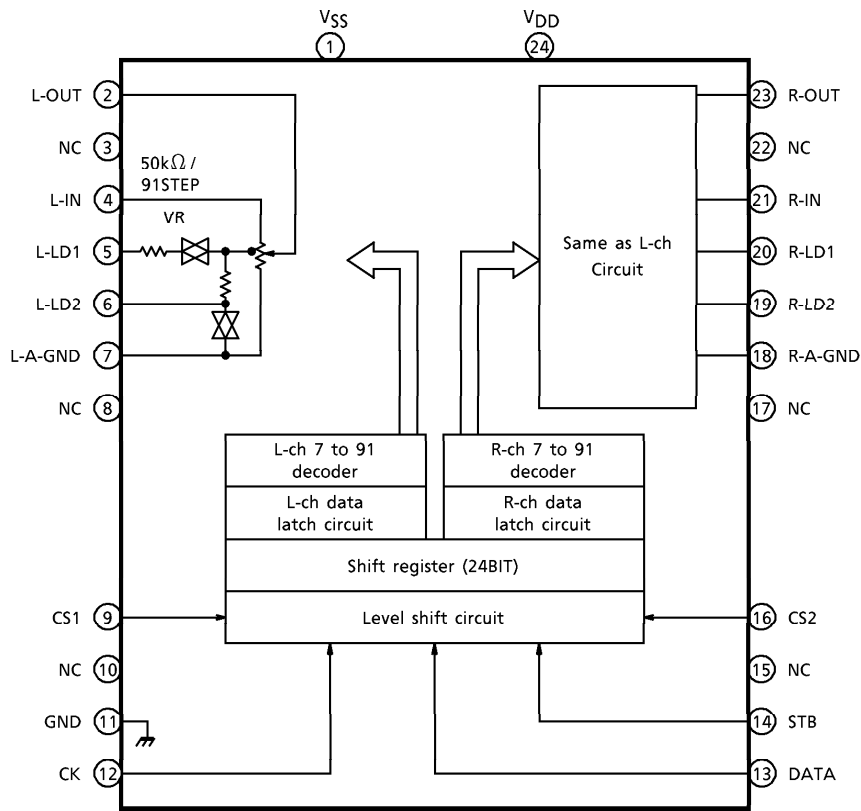 VSS
VDD
1
24
L-OUT 2
23 R-OUT
NC 3
22 NC
50kΩ /
91STEP
L-IN 4
21 R-IN
VR
L-LD1 5
20 R-LD1
Same as L-ch
Circuit
L-LD2 6
19 R-LD2
L-A-GND 7
18 R-A-GND
NC 8
17 NC
L-ch 7 to 91
decoder
R-ch 7 to 91
decoder
L-ch data
latch circuit
R-ch data
latch circuit
Shift register (24BIT)
Level shift circuit
CS1 9
16 CS2
NC 10
15 NC
GND 11
14 STB
CK 12
13 DATA